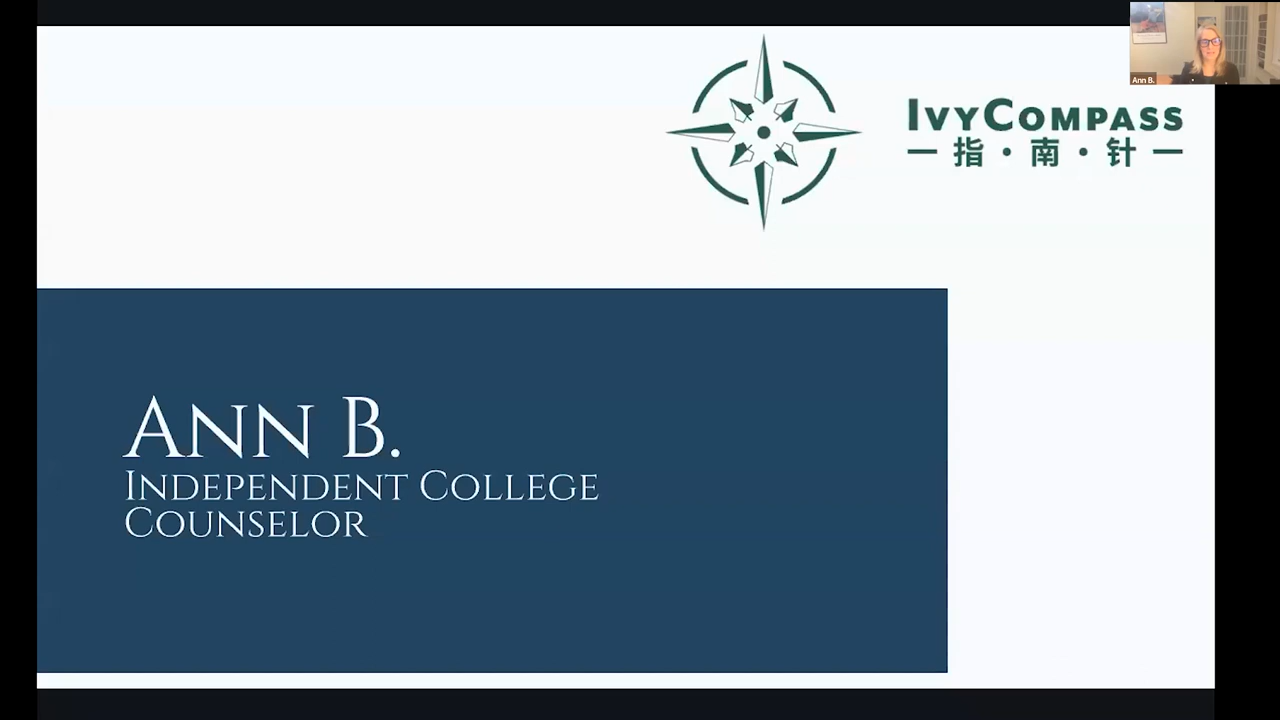 Ann B.
IvyCompass
— 指·南·针 —
Ann B.
Independent College
Counselor